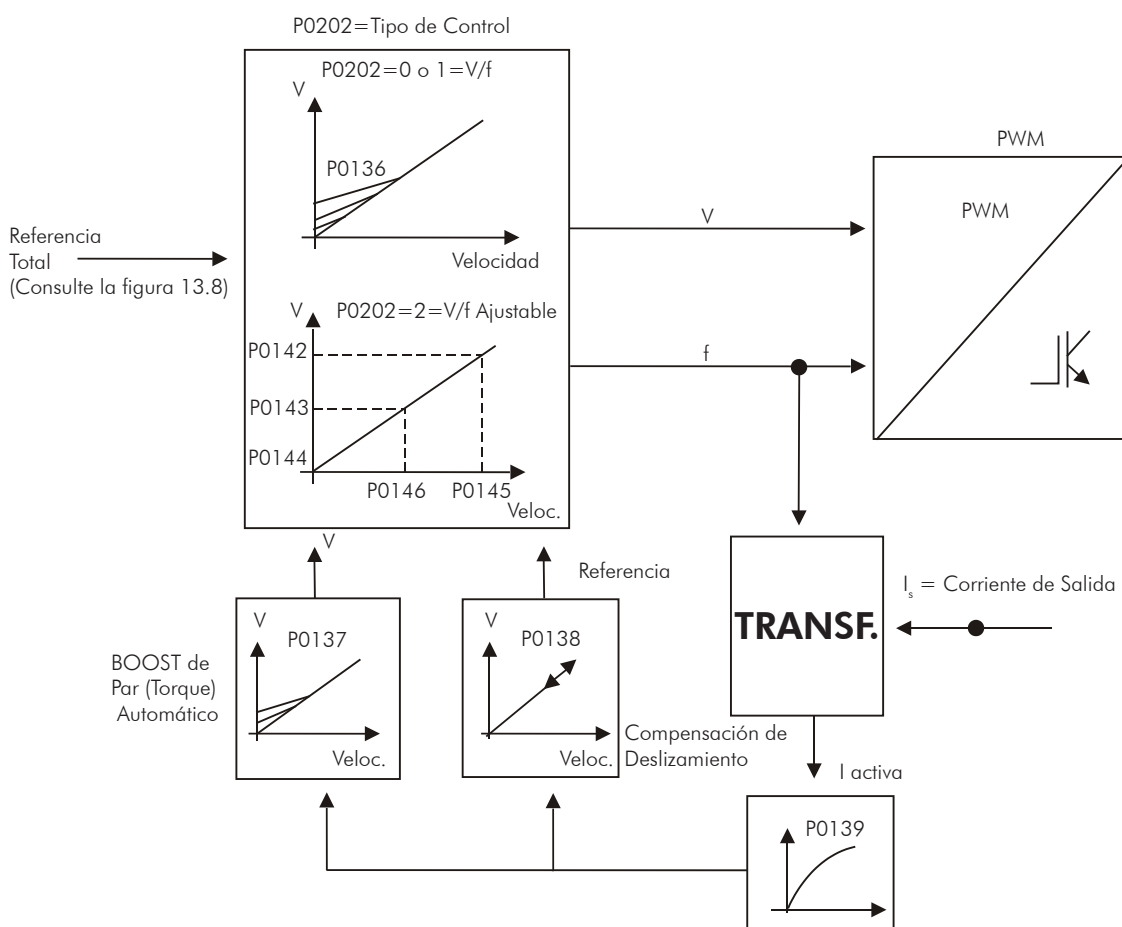 P0202=Tipo de Control
P0202=0 o 1=V/f
V
P0136
Velocidad
Referencia
Total
(Consulte la figura 13.8)
P0202=2=V/f Ajustable
V
P0142
P0143
P0144
P0146
P0145
Veloc.
V
f
PWM
PWM
V
Referencia
BOOST de
Par (Torque)
Automático
V
P0137
Veloc.
V
P0138
Veloc.
Compensación de
Deslizamiento
TRANSF.
Is = Corriente de Salida
I activa
P0139